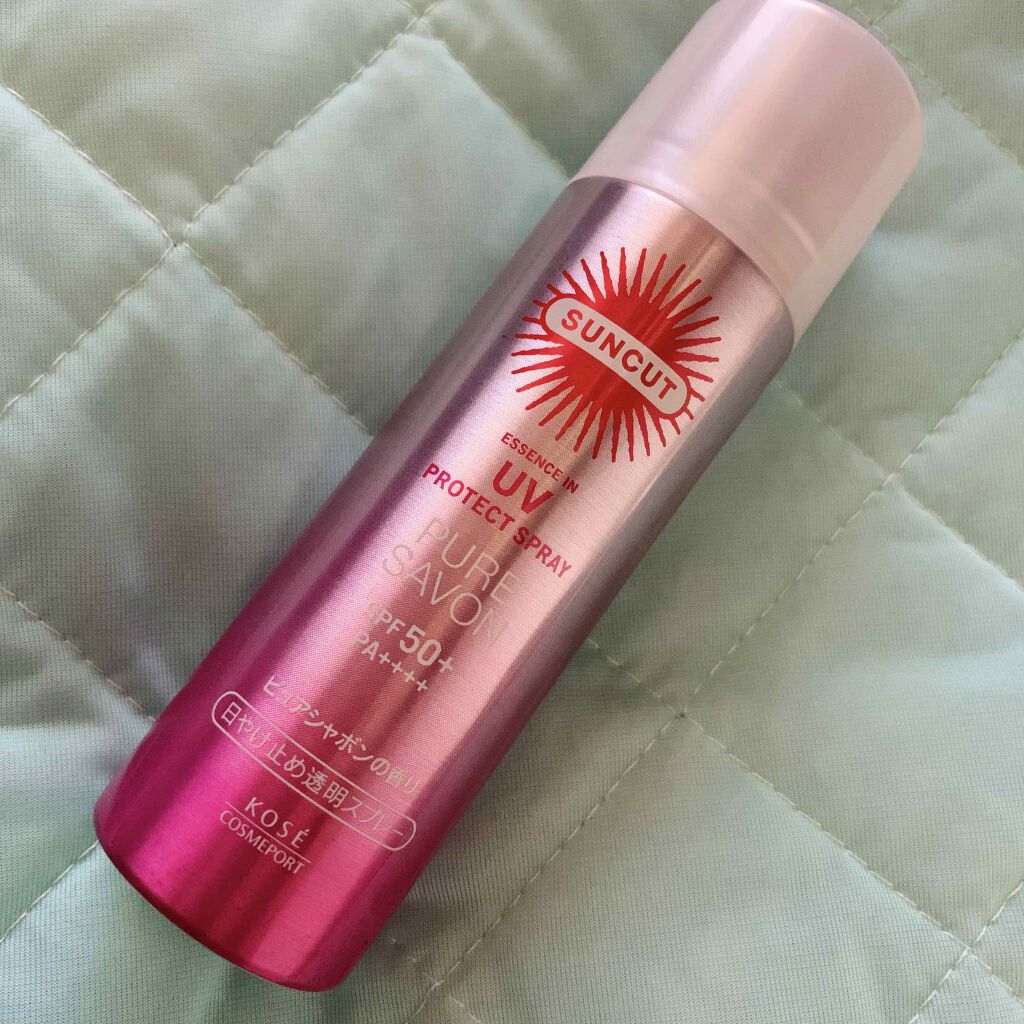 SUNCUT
ESSENCE IN
UV
PROTECT SPRAY
PURE
SAVON
SPF50+
PA++++
ピュアシャボンの香り
日やけ止め透明スプレー
KOSÉ
COSMEPORT